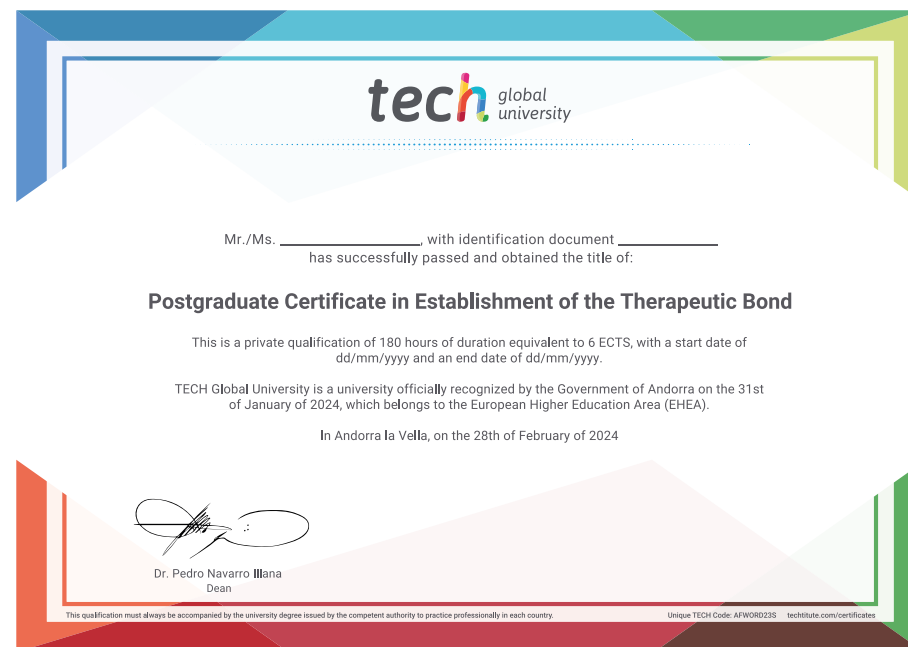 tech global university
Mr./Ms. ________________, with identification document ____________
has successfully passed and obtained the title of:
Postgraduate Certificate in Establishment of the Therapeutic Bond
This is a private qualification of 180 hours of duration equivalent to 6 ECTS, with a start date of
dd/mm/yyyy and an end date of dd/mm/yyyy.
TECH Global University is a university officially recognized by the Government of Andorra on the 31st
of January of 2024, which belongs to the European Higher Education Area (EHEA).
In Andorra la Vella, on the 28th of February of 2024
Dr. Pedro Navarro Illana
Dean
This qualification must always be accompanied by the university degree issued by the competent authority to practice professionally in each country.
Unique TECH Code: AFWORD23S techtitute.com/certificates